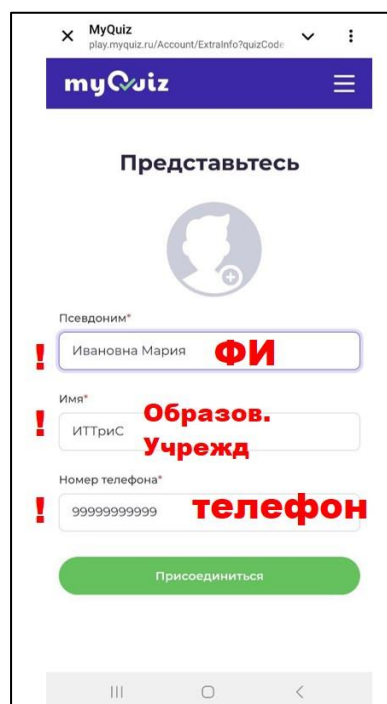 MyQuiz
play.myquiz.ru/Account/ExtraInfo?quizCode
myQuiz
Представьтесь
Псевдоним*
! Ивановна Мария ФИ
Имя*
! ИТТриС Образов.
Учрежд
Номер телефона*
! 99999999999 телефон
Присоединиться